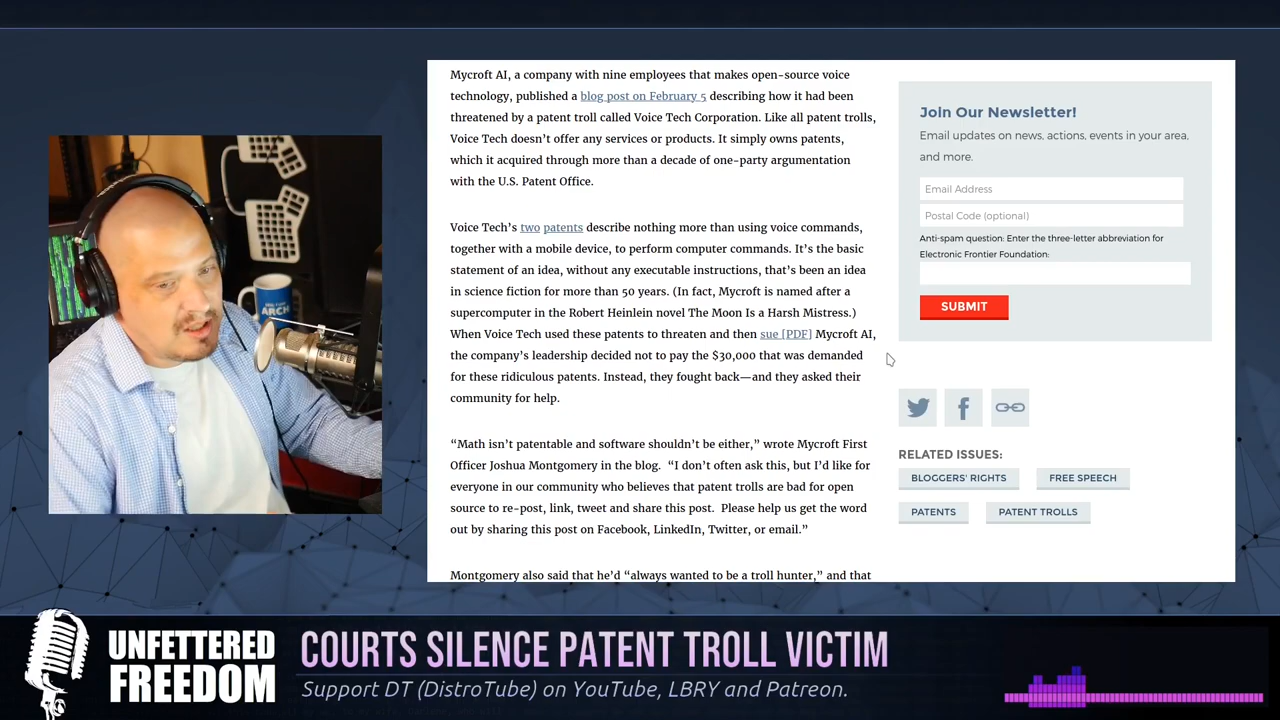 Mycroft AI, a company with nine employees that makes open-source voice
technology, published a blog post on February 5 describing how it had been
threatened by a patent troll called Voice Tech Corporation. Like all patent trolls,
Voice Tech doesn’t offer any services or products. It simply owns patents,
which it acquired through more than a decade of one-party argumentation
with the U.S. Patent Office.
Voice Tech’s two patents describe nothing more than using voice commands,
together with a mobile device, to perform computer commands. It’s the basic
statement of an idea, without any executable instructions, that’s been an idea
in science fiction for more than 50 years. (In fact, Mycroft is named after a
supercomputer in the Robert Heinlein novel The Moon Is a Harsh Mistress.)
When Voice Tech used these patents to threaten and then sue [PDF] Mycroft AI,
the company’s leadership decided not to pay the $30,000 that was demanded
for these ridiculous patents. Instead, they fought back—and they asked their
community for help.
“Math isn’t patentable and software shouldn’t be either,” wrote Mycroft First
Officer Joshua Montgomery in the blog.  “I don’t often ask this, but I’d like for
everyone in our community who believes that patent trolls are bad for open
source to re-post, link, tweet and share this post.  Please help us get the word
out by sharing this post on Facebook, LinkedIn, Twitter, or email.”
Montgomery also said that he’d “always wanted to be a troll hunter,” and that
Join Our Newsletter!
Email updates on news, actions, events in your area,
and more.
Email Address
Postal Code (optional)
Anti-spam question: Enter the three-letter abbreviation for
Electronic Frontier Foundation:
SUBMIT
RELATED ISSUES:
BLOGGERS' RIGHTS
FREE SPEECH
PATENTS
PATENT TROLLS
ARCH
UNFETTERED
FREEDOM
COURTS SILENCE PATENT TROLL VICTIM
Support DT (DistroTube) on YouTube, LBRY and Patreon.